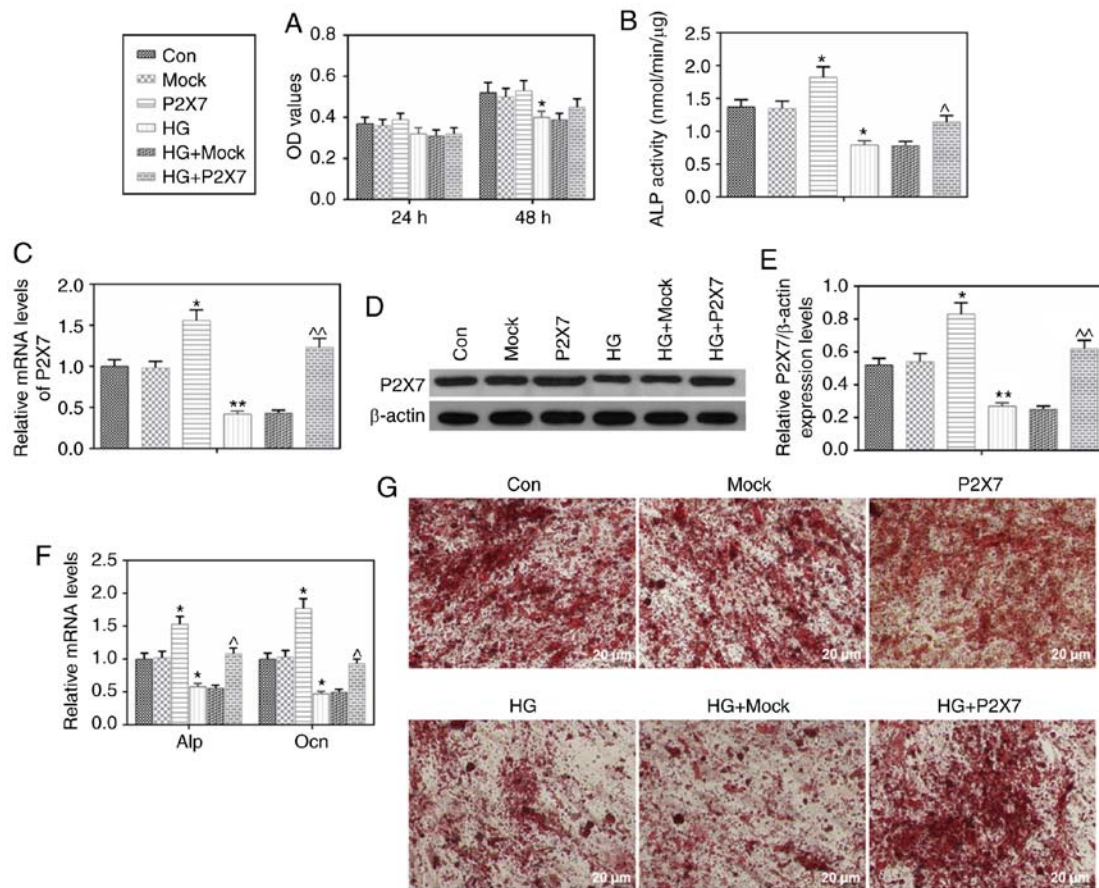 A
B
Con
Mock
P2X7
HG
HG+Mock
HG+P2X7
OD values
0.8
0.6
0.4
0.2
0.0
*
24 h
48 h
ALP activity (nmol/min/µg)
2.5
2.0
1.5
1.0
0.5
0.0
*
*
^
C
Relative mRNA levels
of P2X7
2.0
1.5
1.0
0.5
0.0
*
**
^^
D
Con
Mock
P2X7
HG
HG+Mock
HG+P2X7
P2X7
β-actin
E
Relative P2X7/β-actin
expression levels
1.0
0.8
0.6
0.4
0.2
0.0
*
**
^^
F
Relative mRNA levels
2.5
2.0
1.5
1.0
0.5
0.0
*
*
^
*
*
^
Alp
Ocn
G
Con
Mock
P2X7
20 µm
20 µm
20 µm
HG
HG+Mock
HG+P2X7
20 µm
20 µm
20 µm